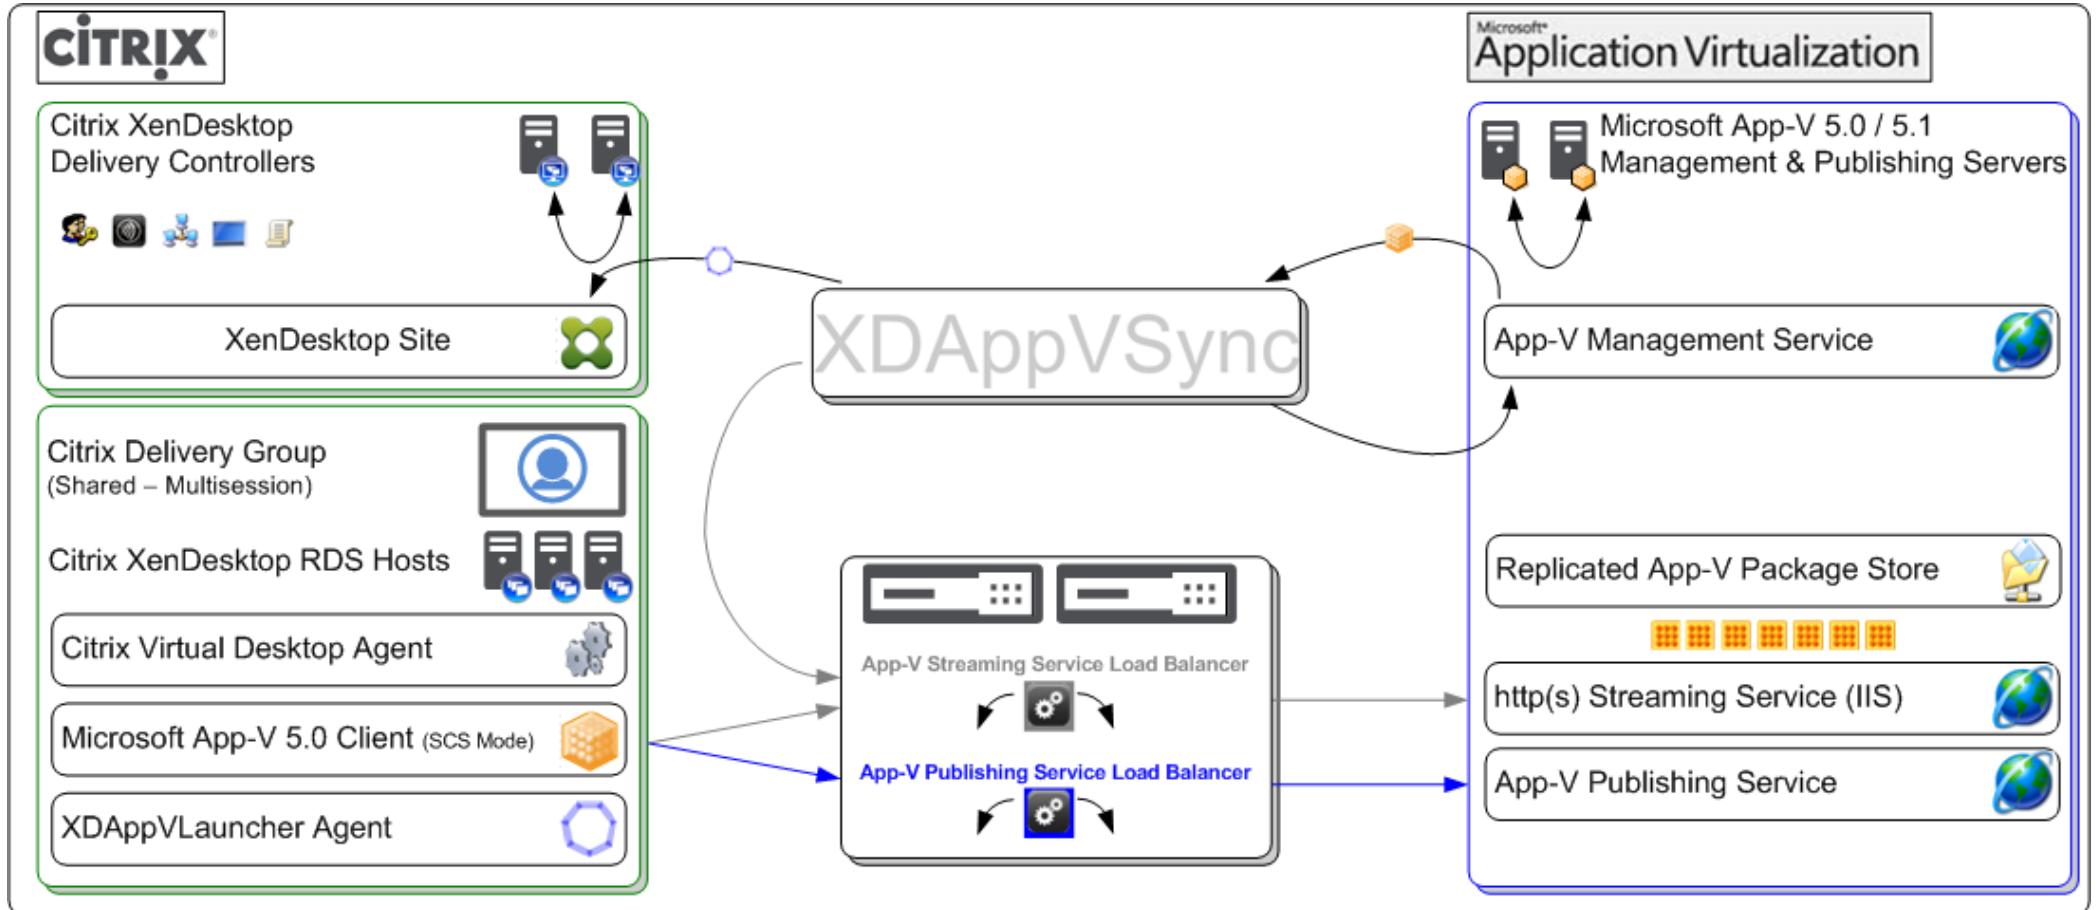 CİTRIX®
Microsoft®
Application Virtualization
Citrix XenDesktop
Delivery Controllers
XenDesktop Site
Citrix Delivery Group
(Shared – Multisession)
Citrix XenDesktop RDS Hosts
Citrix Virtual Desktop Agent
Microsoft App-V 5.0 Client (SCS Mode)
XDAppVLauncher Agent
XDAppVSync
App-V Streaming Service Load Balancer
App-V Publishing Service Load Balancer
Microsoft App-V 5.0 / 5.1
Management & Publishing Servers
App-V Management Service
Replicated App-V Package Store
http(s) Streaming Service (IIS)
App-V Publishing Service